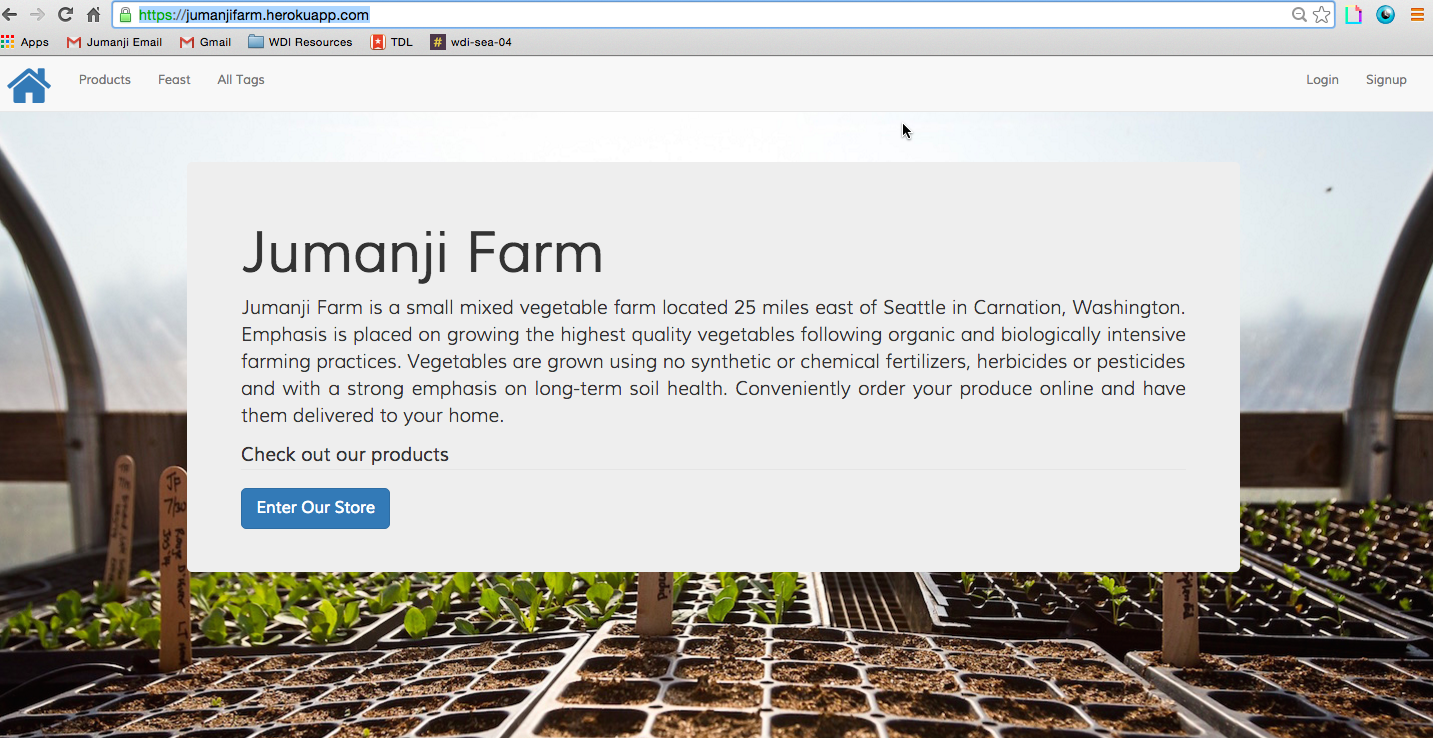 https://jumanjifarm.herokuapp.com
Apps Jumanji Email Gmail WDI Resources TDL # wdi-sea-04
Products Feast All Tags Login Signup
Jumanji Farm
Jumanji Farm is a small mixed vegetable farm located 25 miles east of Seattle in Carnation, Washington.
Emphasis is placed on growing the highest quality vegetables following organic and biologically intensive
farming practices. Vegetables are grown using no synthetic or chemical fertilizers, herbicides or pesticides
and with a strong emphasis on long-term soil health. Conveniently order your produce online and have
them delivered to your home.
Check out our products
Enter Our Store
JP
7/30